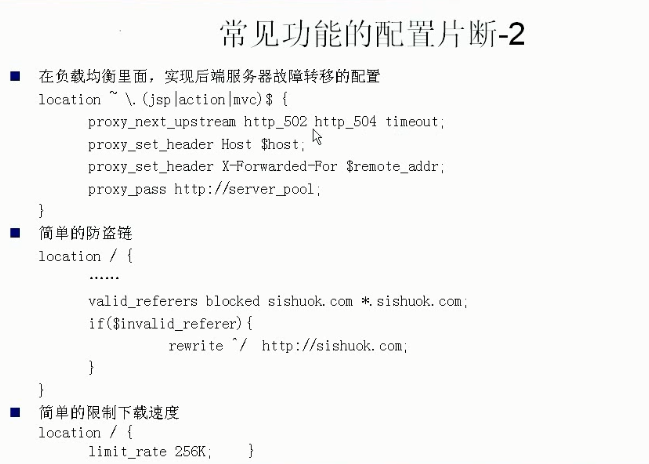 常见功能的配置片断-2
在负载均衡里面，实现后端服务器故障转移的配置
location ~ \.(jsp|action|mvc)$ {
proxy_next_upstream http_502 http_504 timeout;
proxy_set_header Host $host;
proxy_set_header X-Forwarded-For $remote_addr;
proxy_pass http://server_pool;
}
简单的防盗链
location / {
……
valid_referers blocked sishuok.com *.sishuok.com;
if($invalid_referer){
rewrite ^/ http://sishuok.com;
}
}
简单的限制下载速度
location / {
limit_rate 256K; }